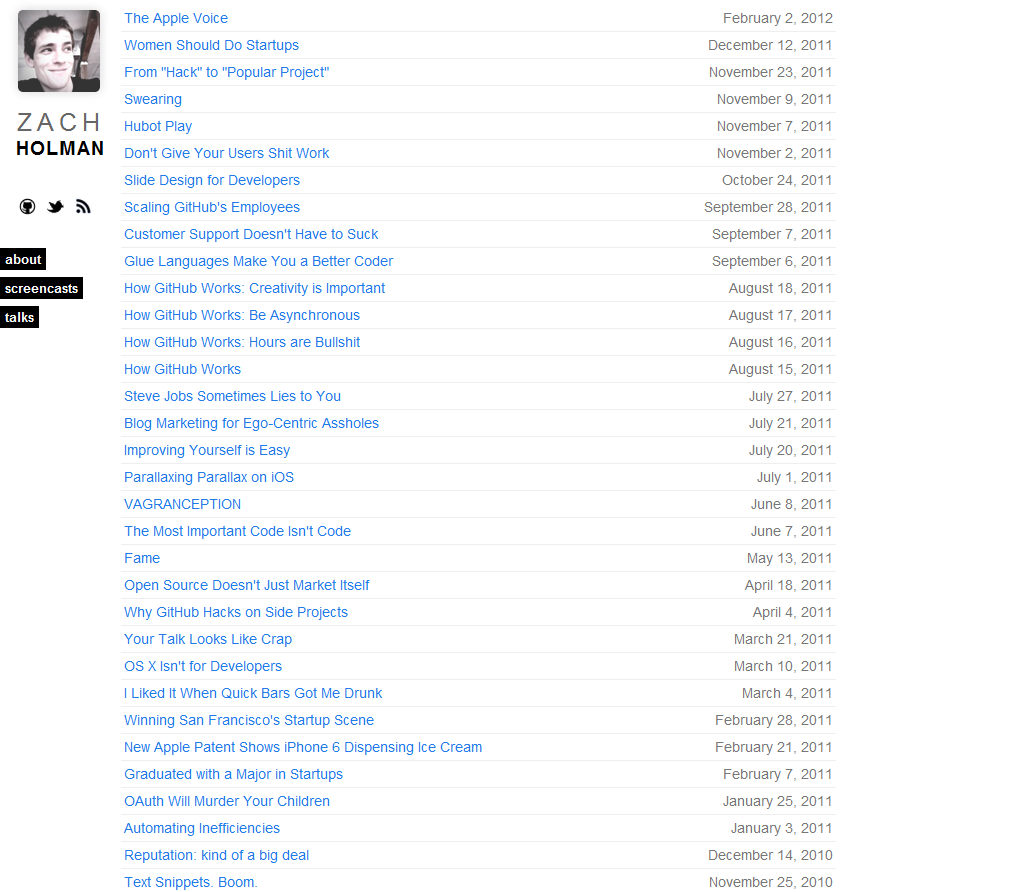 ZACH
HOLMAN
about
screencasts
talks
The Apple Voice February 2, 2012
Women Should Do Startups December 12, 2011
From "Hack" to "Popular Project" November 23, 2011
Swearing November 9, 2011
Hubot Play November 7, 2011
Don't Give Your Users Shit Work November 2, 2011
Slide Design for Developers October 24, 2011
Scaling GitHub's Employees September 28, 2011
Customer Support Doesn't Have to Suck September 7, 2011
Glue Languages Make You a Better Coder September 6, 2011
How GitHub Works: Creativity is Important August 18, 2011
How GitHub Works: Be Asynchronous August 17, 2011
How GitHub Works: Hours are Bullshit August 16, 2011
How GitHub Works August 15, 2011
Steve Jobs Sometimes Lies to You July 27, 2011
Blog Marketing for Ego-Centric Assholes July 21, 2011
Improving Yourself is Easy July 20, 2011
Parallaxing Parallax on iOS July 1, 2011
VAGRANCEPTION June 8, 2011
The Most Important Code Isn't Code June 7, 2011
Fame May 13, 2011
Open Source Doesn't Just Market Itself April 18, 2011
Why GitHub Hacks on Side Projects April 4, 2011
Your Talk Looks Like Crap March 21, 2011
OS X Isn't for Developers March 10, 2011
I Liked It When Quick Bars Got Me Drunk March 4, 2011
Winning San Francisco's Startup Scene February 28, 2011
New Apple Patent Shows iPhone 6 Dispensing Ice Cream February 21, 2011
Graduated with a Major in Startups February 7, 2011
OAuth Will Murder Your Children January 25, 2011
Automating Inefficiencies January 3, 2011
Reputation: kind of a big deal December 14, 2010
Text Snippets. Boom. November 25, 2010